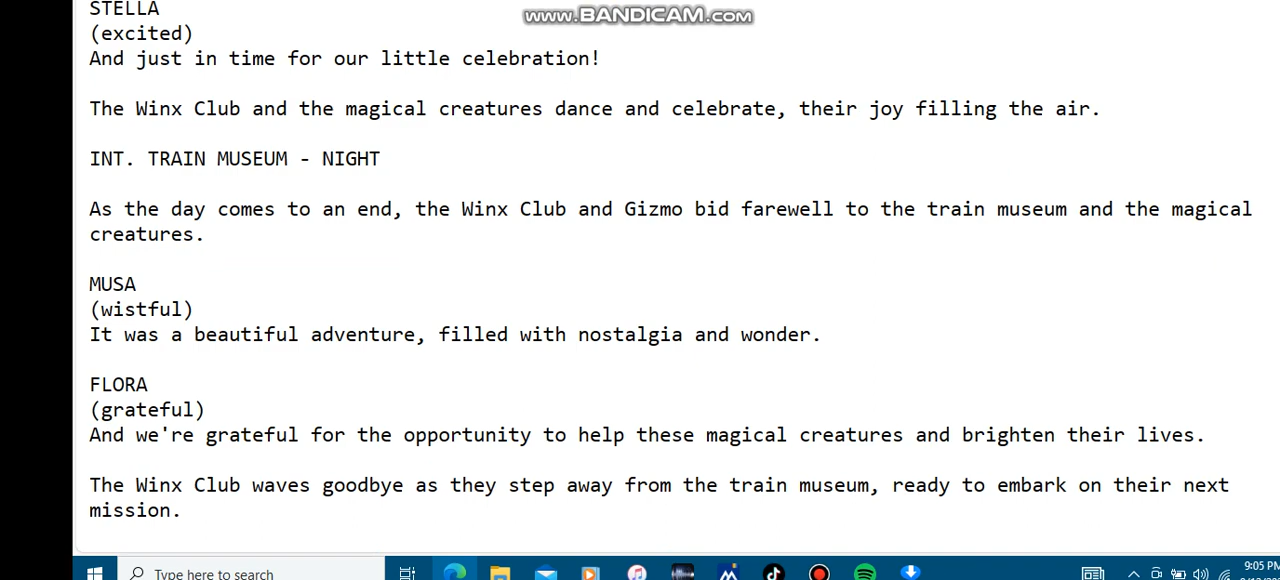 www.BANDICAM.com
STELLA
(excited)
And just in time for our little celebration!
The Winx Club and the magical creatures dance and celebrate, their joy filling the air.
INT. TRAIN MUSEUM - NIGHT
As the day comes to an end, the Winx Club and Gizmo bid farewell to the train museum and the magical
creatures.
MUSA
(wistful)
It was a beautiful adventure, filled with nostalgia and wonder.
FLORA
(grateful)
And we're grateful for the opportunity to help these magical creatures and brighten their lives.
The Winx Club waves goodbye as they step away from the train museum, ready to embark on their next
mission.
Type here to search
9:05 PM